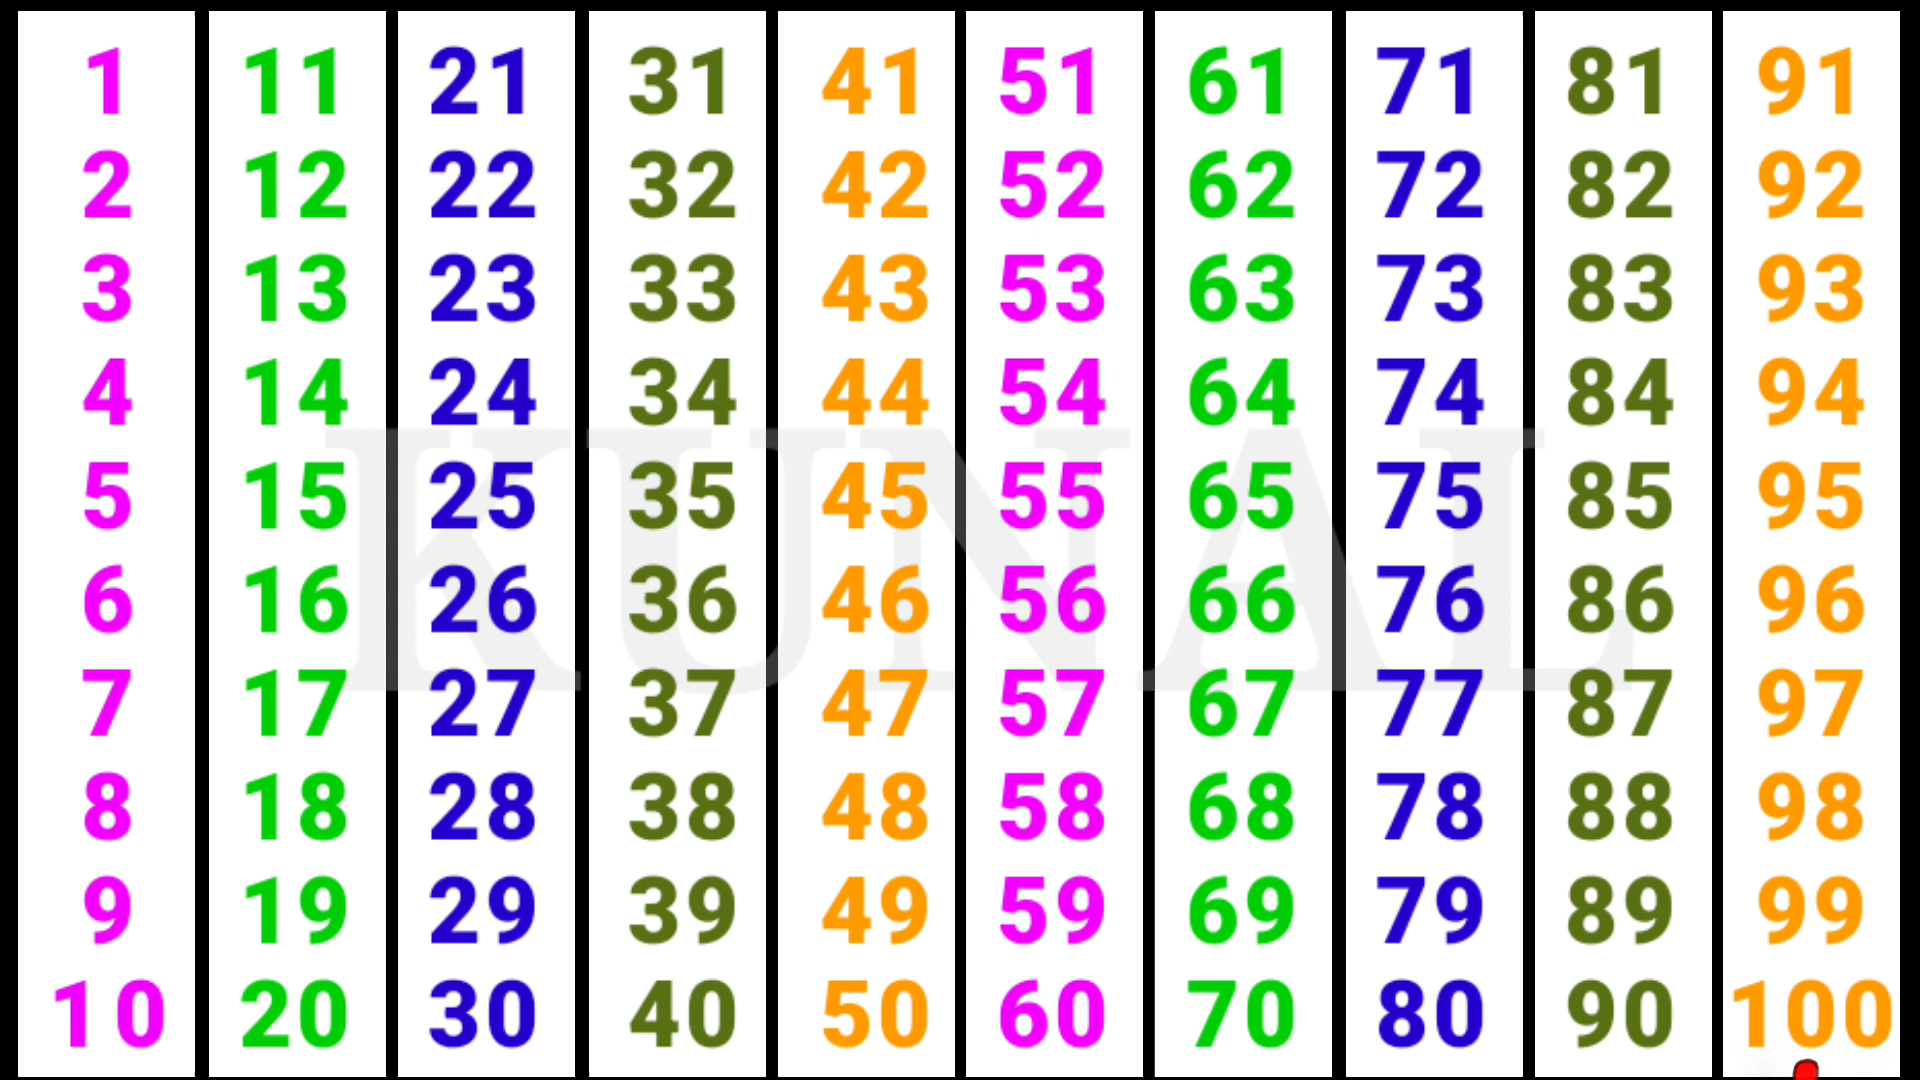 1 11 21 31 41 51 61 71 81 91
2 12 22 32 42 52 62 72 82 92
3 13 23 33 43 53 63 73 83 93
4 14 24 34 44 54 64 74 84 94
5 15 25 35 45 55 65 75 85 95
6 16 26 36 46 56 66 76 86 96
7 17 27 37 47 57 67 77 87 97
8 18 28 38 48 58 68 78 88 98
9 19 29 39 49 59 69 79 89 99
10 20 30 40 50 60 70 80 90 100
KUNAL